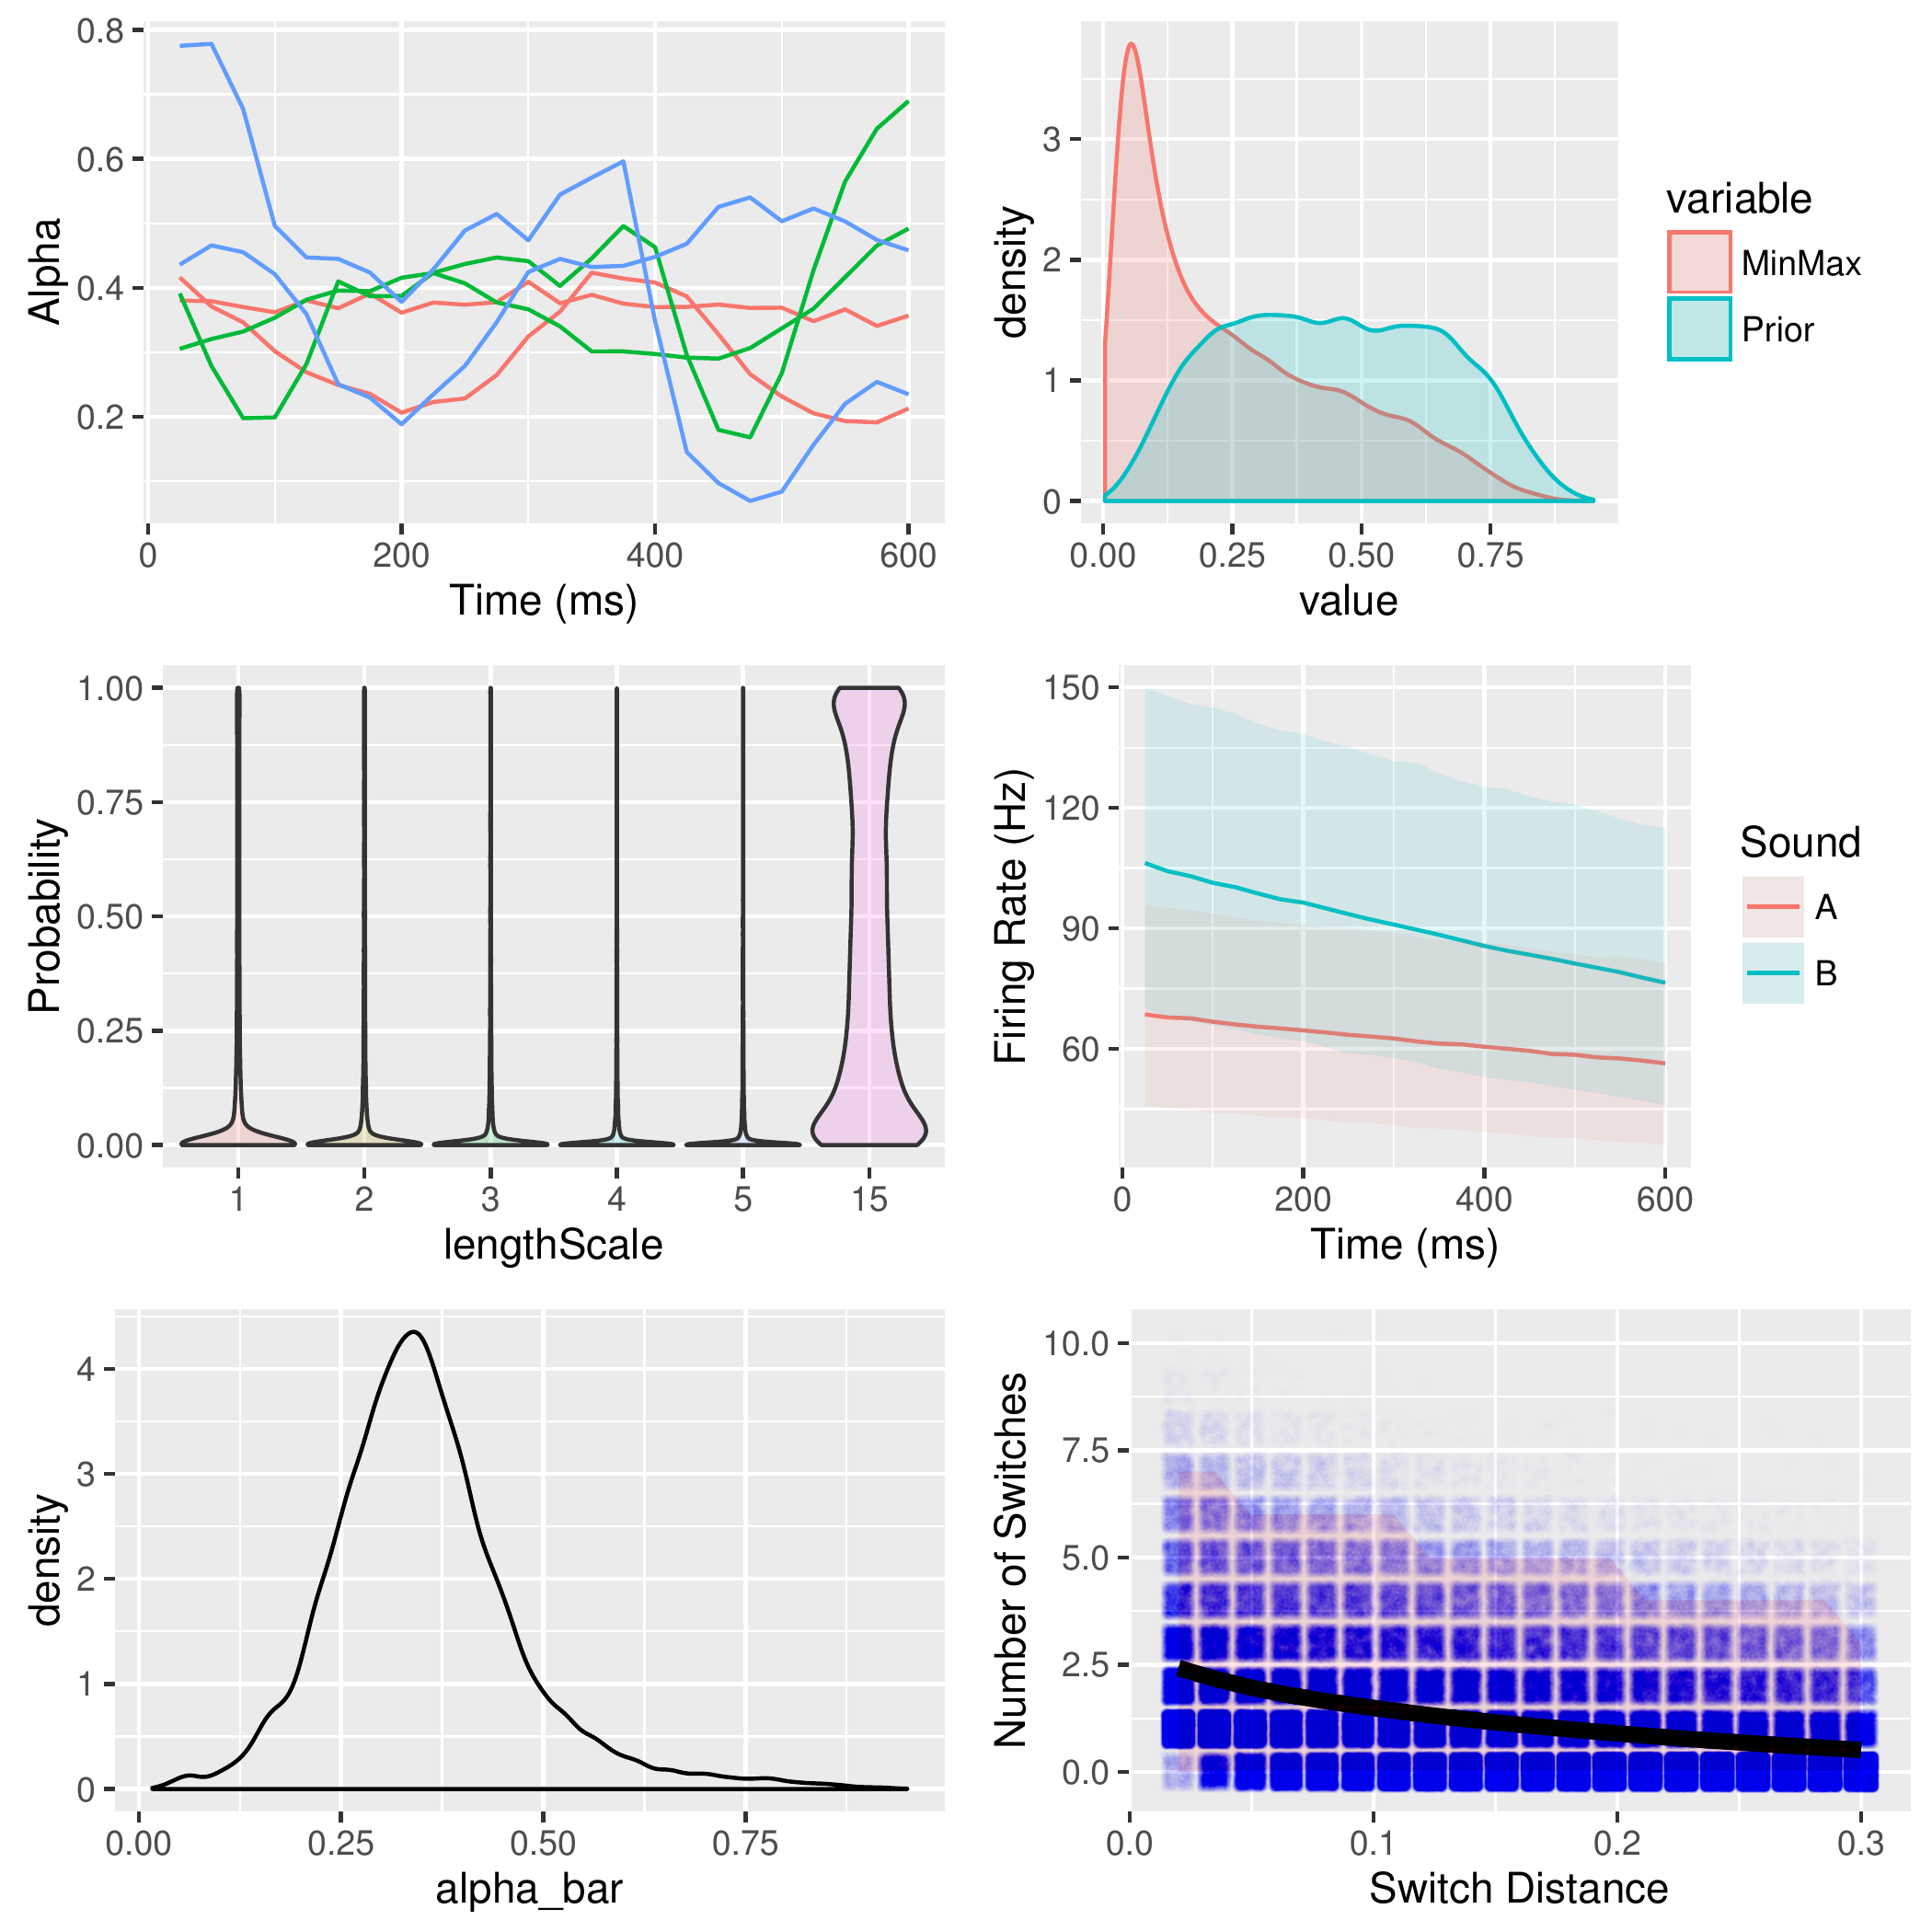 0.8
0.6
0.4
0.2
Alpha
0 200 400 600
Time (ms)
3
2
1
0
density
0.00 0.25 0.50 0.75
value
variable
MinMax
Prior
1.00
0.75
0.50
0.25
0.00
Probability
1 2 3 4 5 15
lengthScale
150
120
90
60
Firing Rate (Hz)
0 200 400 600
Time (ms)
Sound
A
B
4
3
2
1
0
density
0.00 0.25 0.50 0.75
alpha_bar
10.0
7.5
5.0
2.5
0.0
Number of Switches
0.0 0.1 0.2 0.3
Switch Distance